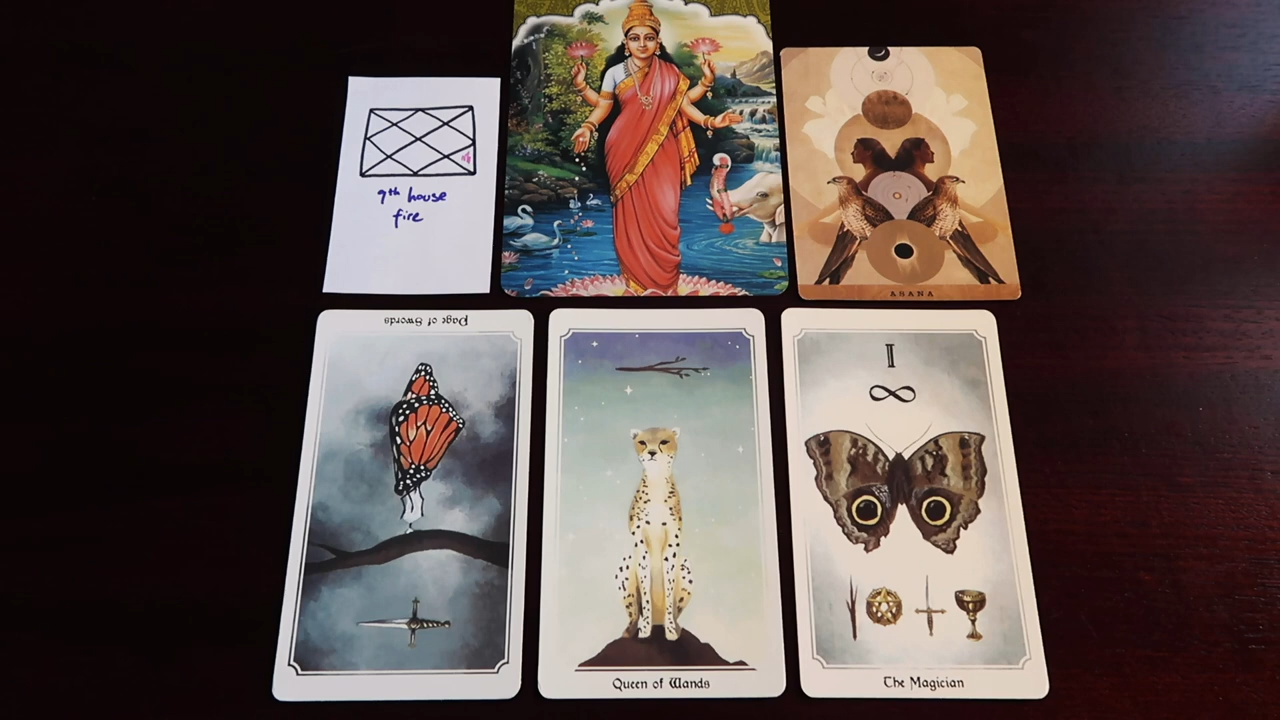 9th house
fire
ASANA
Page of Swords
Queen of Wands
I
The Magician